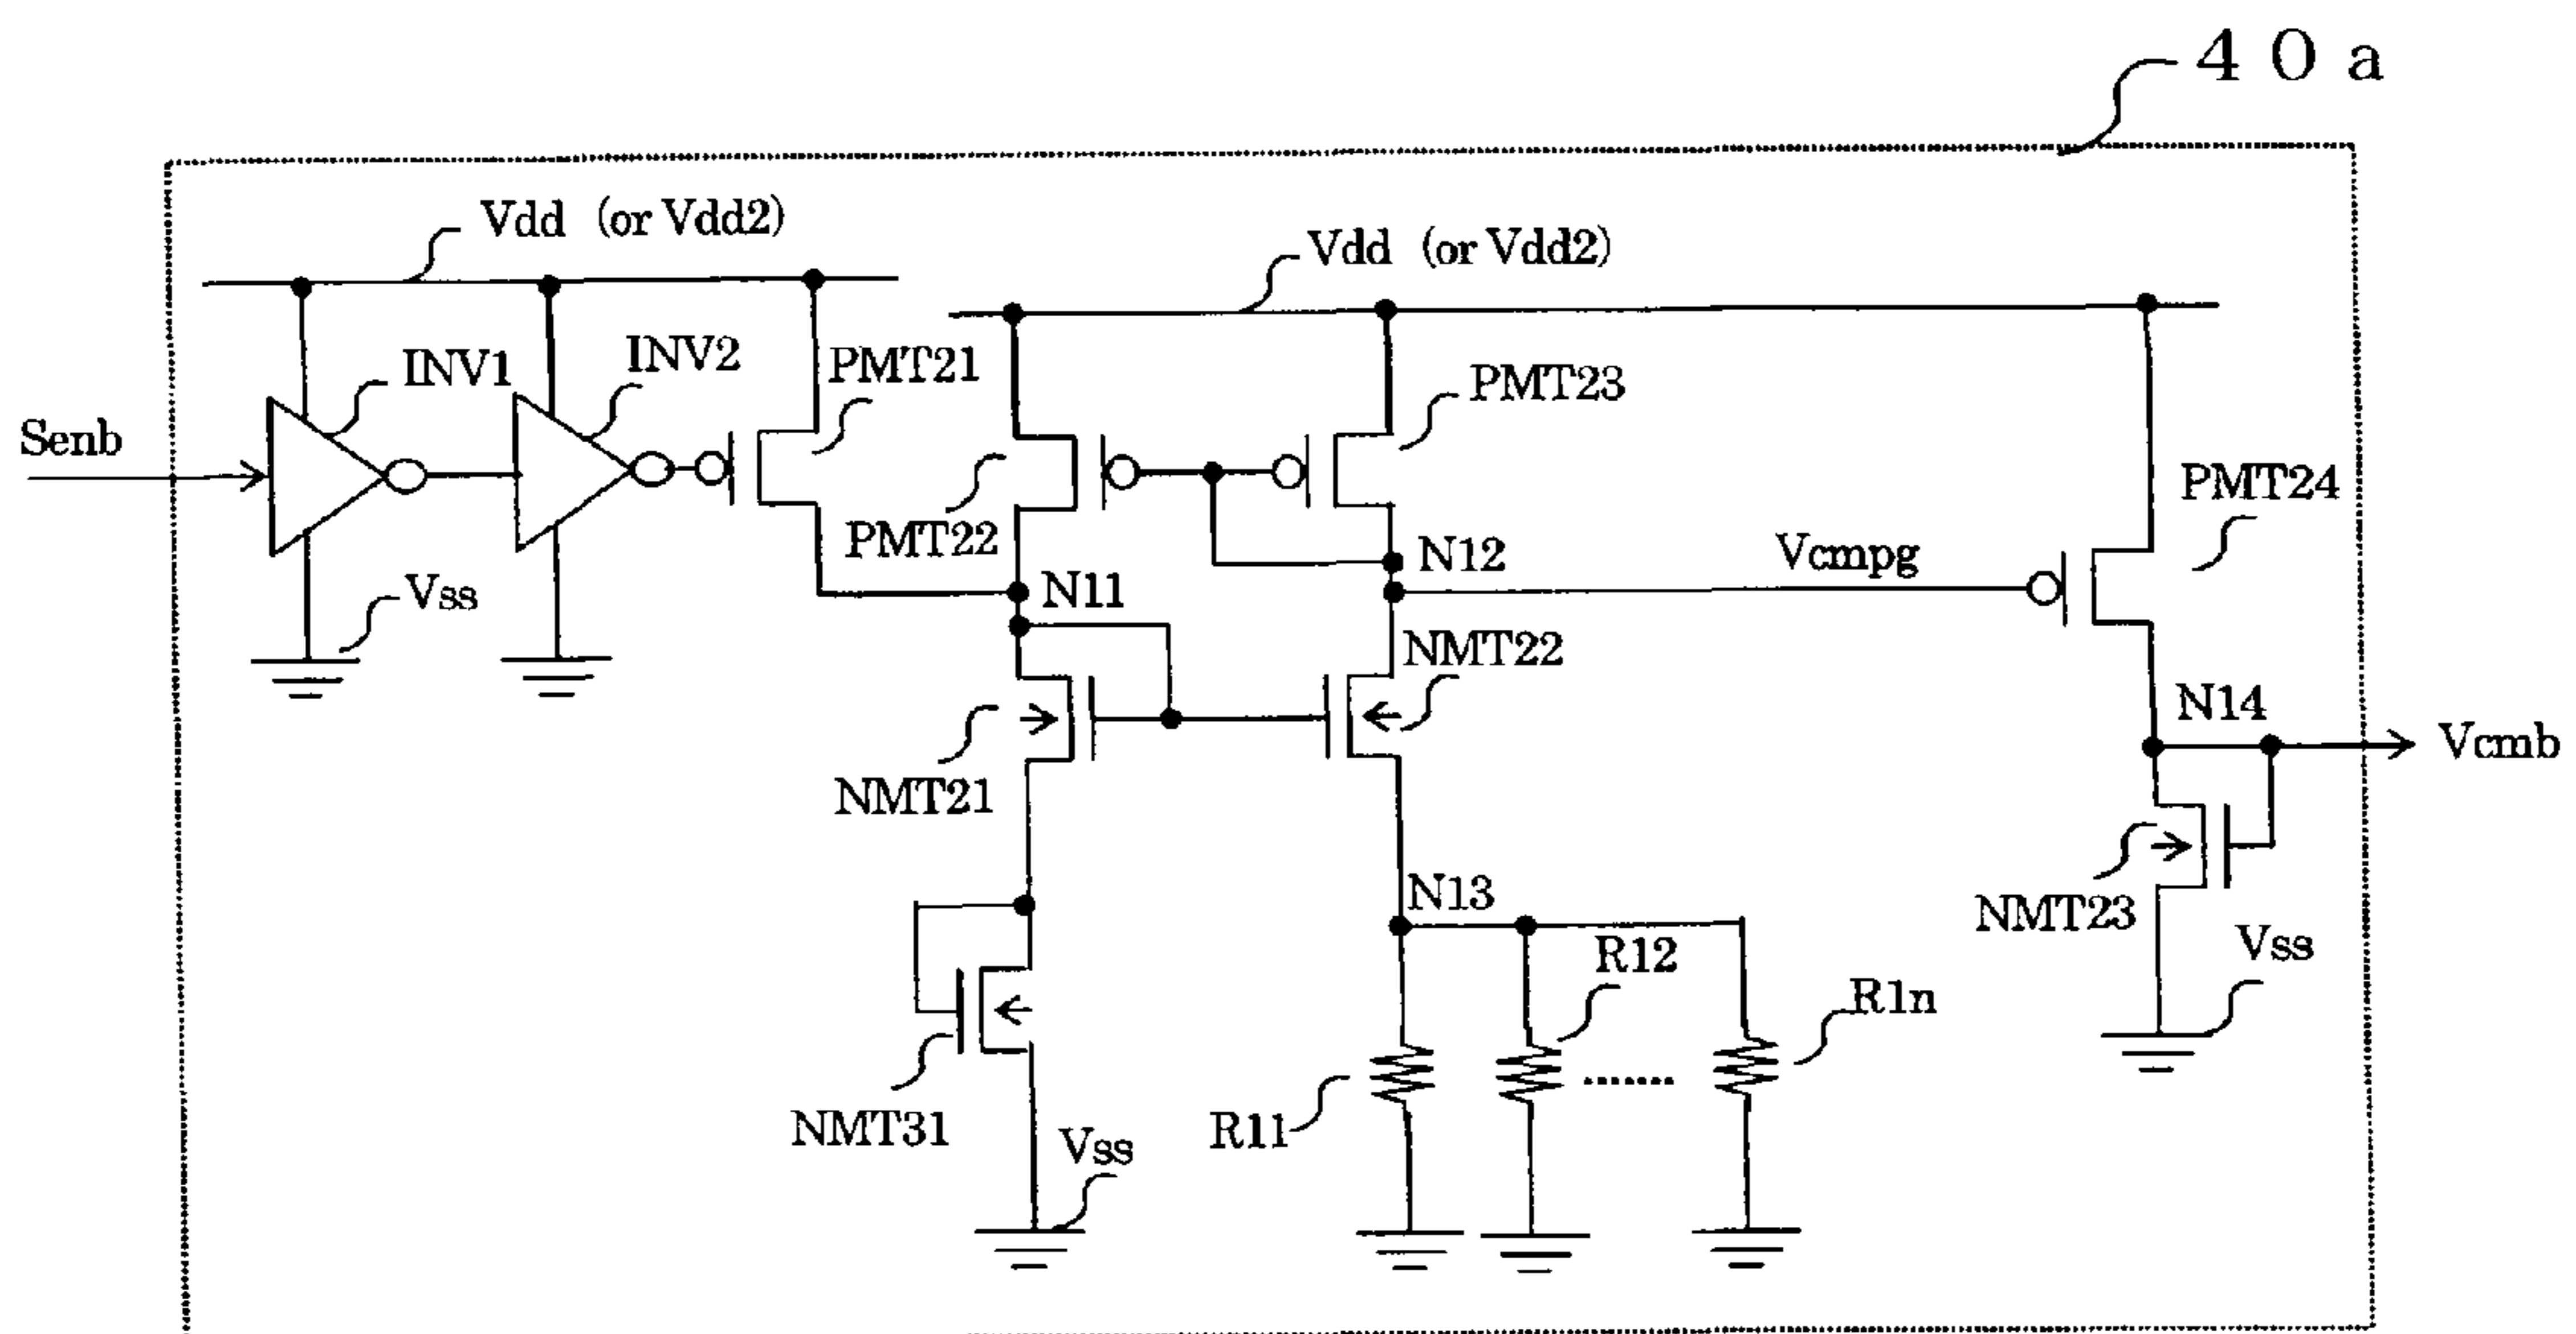 ４０ａ
Vdd (or Vdd2)
Vdd (or Vdd2)
INV1
INV2
PMT21
PMT23
Senb
PMT24
PMT22
N12
Vcmpg
Vss
N11
NMT22
N14
Vcmb
NMT21
N13
NMT23
R12
Vss
R1n
NMT31
R11
Vss